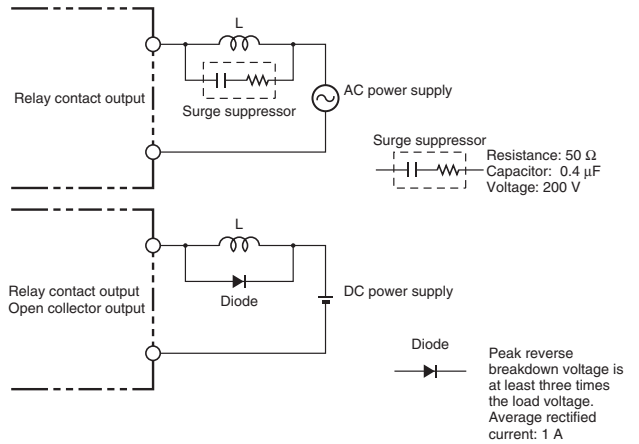 L
Relay contact output
Surge suppressor
AC power supply
Surge suppressor
Resistance: 50 Ω
Capacitor: 0.4 μF
Voltage: 200 V
L
Relay contact output
Open collector output
Diode
DC power supply
Diode
Peak reverse
breakdown voltage is
at least three times
the load voltage.
Average rectified
current: 1 A